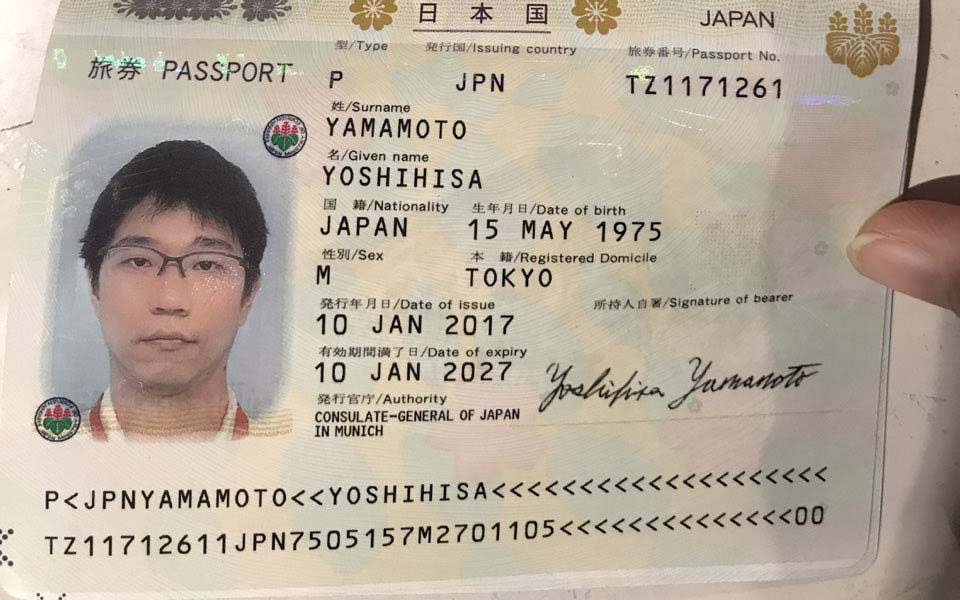 日本国
JAPAN
型/Type 発行国/Issuing country 旅券番号/Passport No.
旅券 PASSPORT P JPN TZ1171261
姓/Surname
YAMAMOTO
名/Given name
YOSHIHISA
国 籍/Nationality 生年月日/Date of birth
JAPAN 15 MAY 1975
性別/Sex 本 籍/Registered Domicile
M TOKYO
発行年月日/Date of issue 所持人自署/Signature of bearer
10 JAN 2017
有効期間満了日/Date of expiry
10 JAN 2027
Yoshihisa Yamamoto
発行官庁/Authority
CONSULATE-GENERAL OF JAPAN
IN MUNICH
P<JPNYAMAMOTO<<YOSHIHISA<<<<<<<<<<<<<<<<<<<<
TZ11712611JPN7505157M2701105<<<<<<<<<<<<<<00